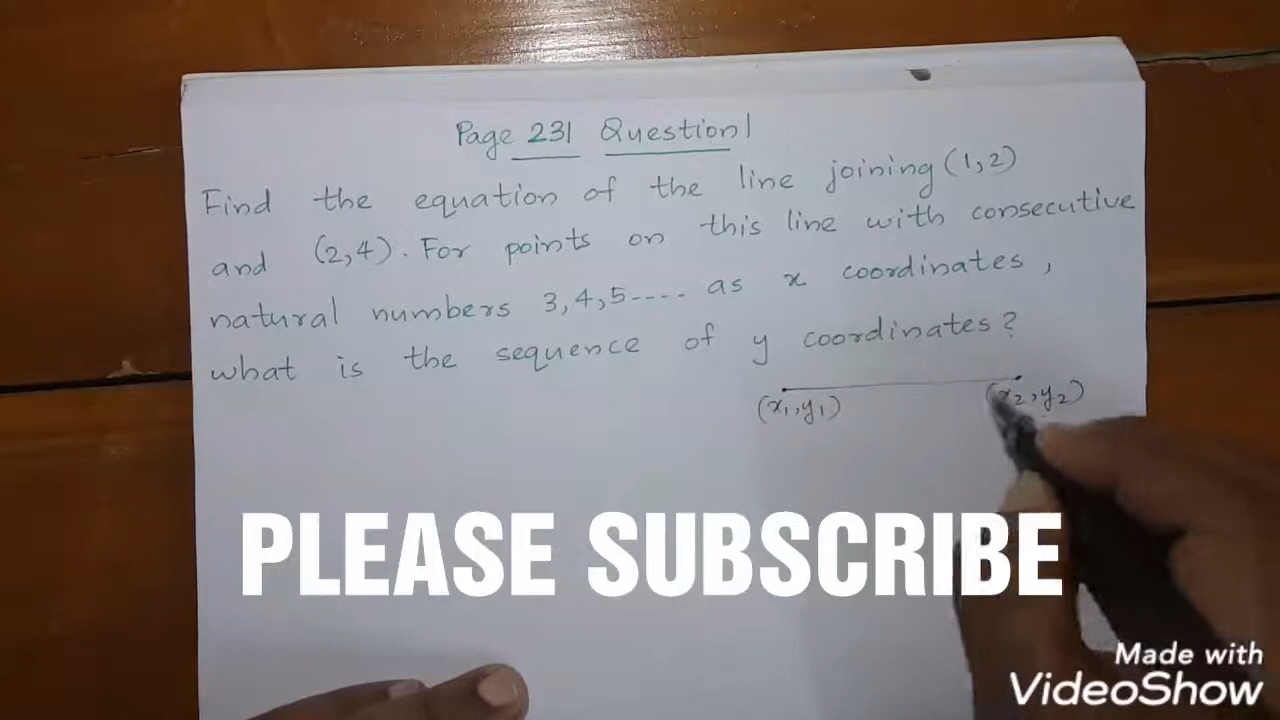 Page 231 Question 1
Find the equation of the line joining (1,2)
and (2,4). For points on this line with consecutive
natural numbers 3,4,5---- as x coordinates,
what is the sequence of y coordinates?
(x1,y1) (x2,y2)
PLEASE SUBSCRIBE
Made with
VideoShow